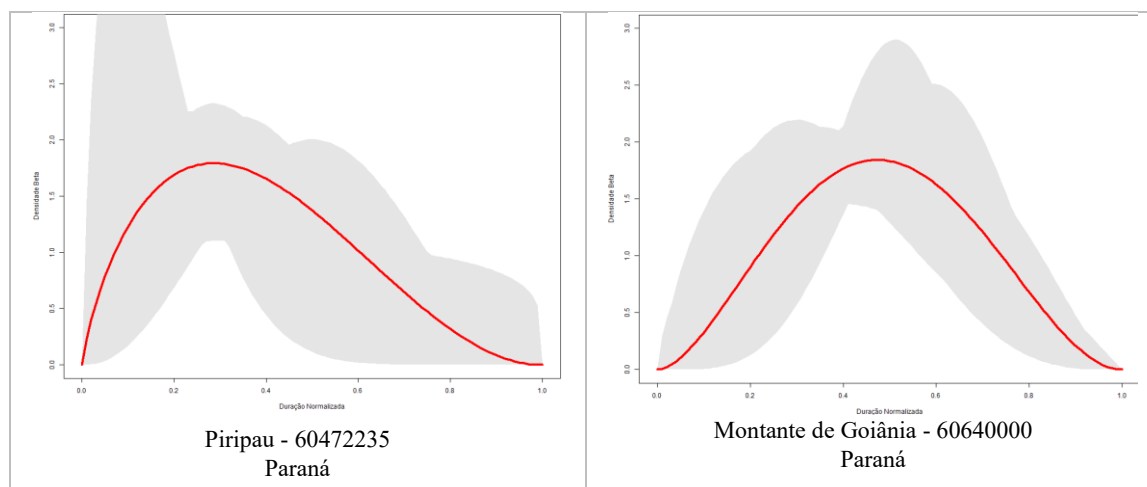 3.0
2.5
2.0
1.5
1.0
0.5
0.0
Densidade Beta
0.0 0.2 0.4 0.6 0.8 1.0
Duração Normalizada
Piripau - 60472235
Paraná
3.0
2.5
2.0
1.5
1.0
0.5
0.0
Densidade Beta
0.0 0.2 0.4 0.6 0.8 1.0
Duração Normalizada
Montante de Goiânia - 60640000
Paraná